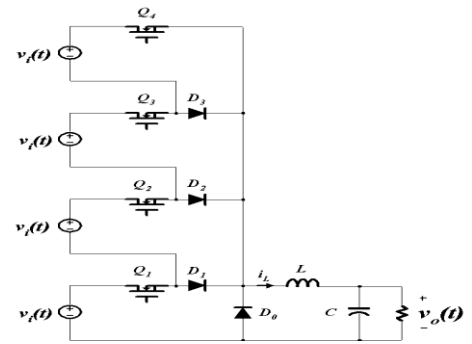 Q4
vi(t)
Q3
D3
vi(t)
Q2
D2
vi(t)
Q1
D1
iL
L
vi(t)
D0
C
+
vo(t)
−